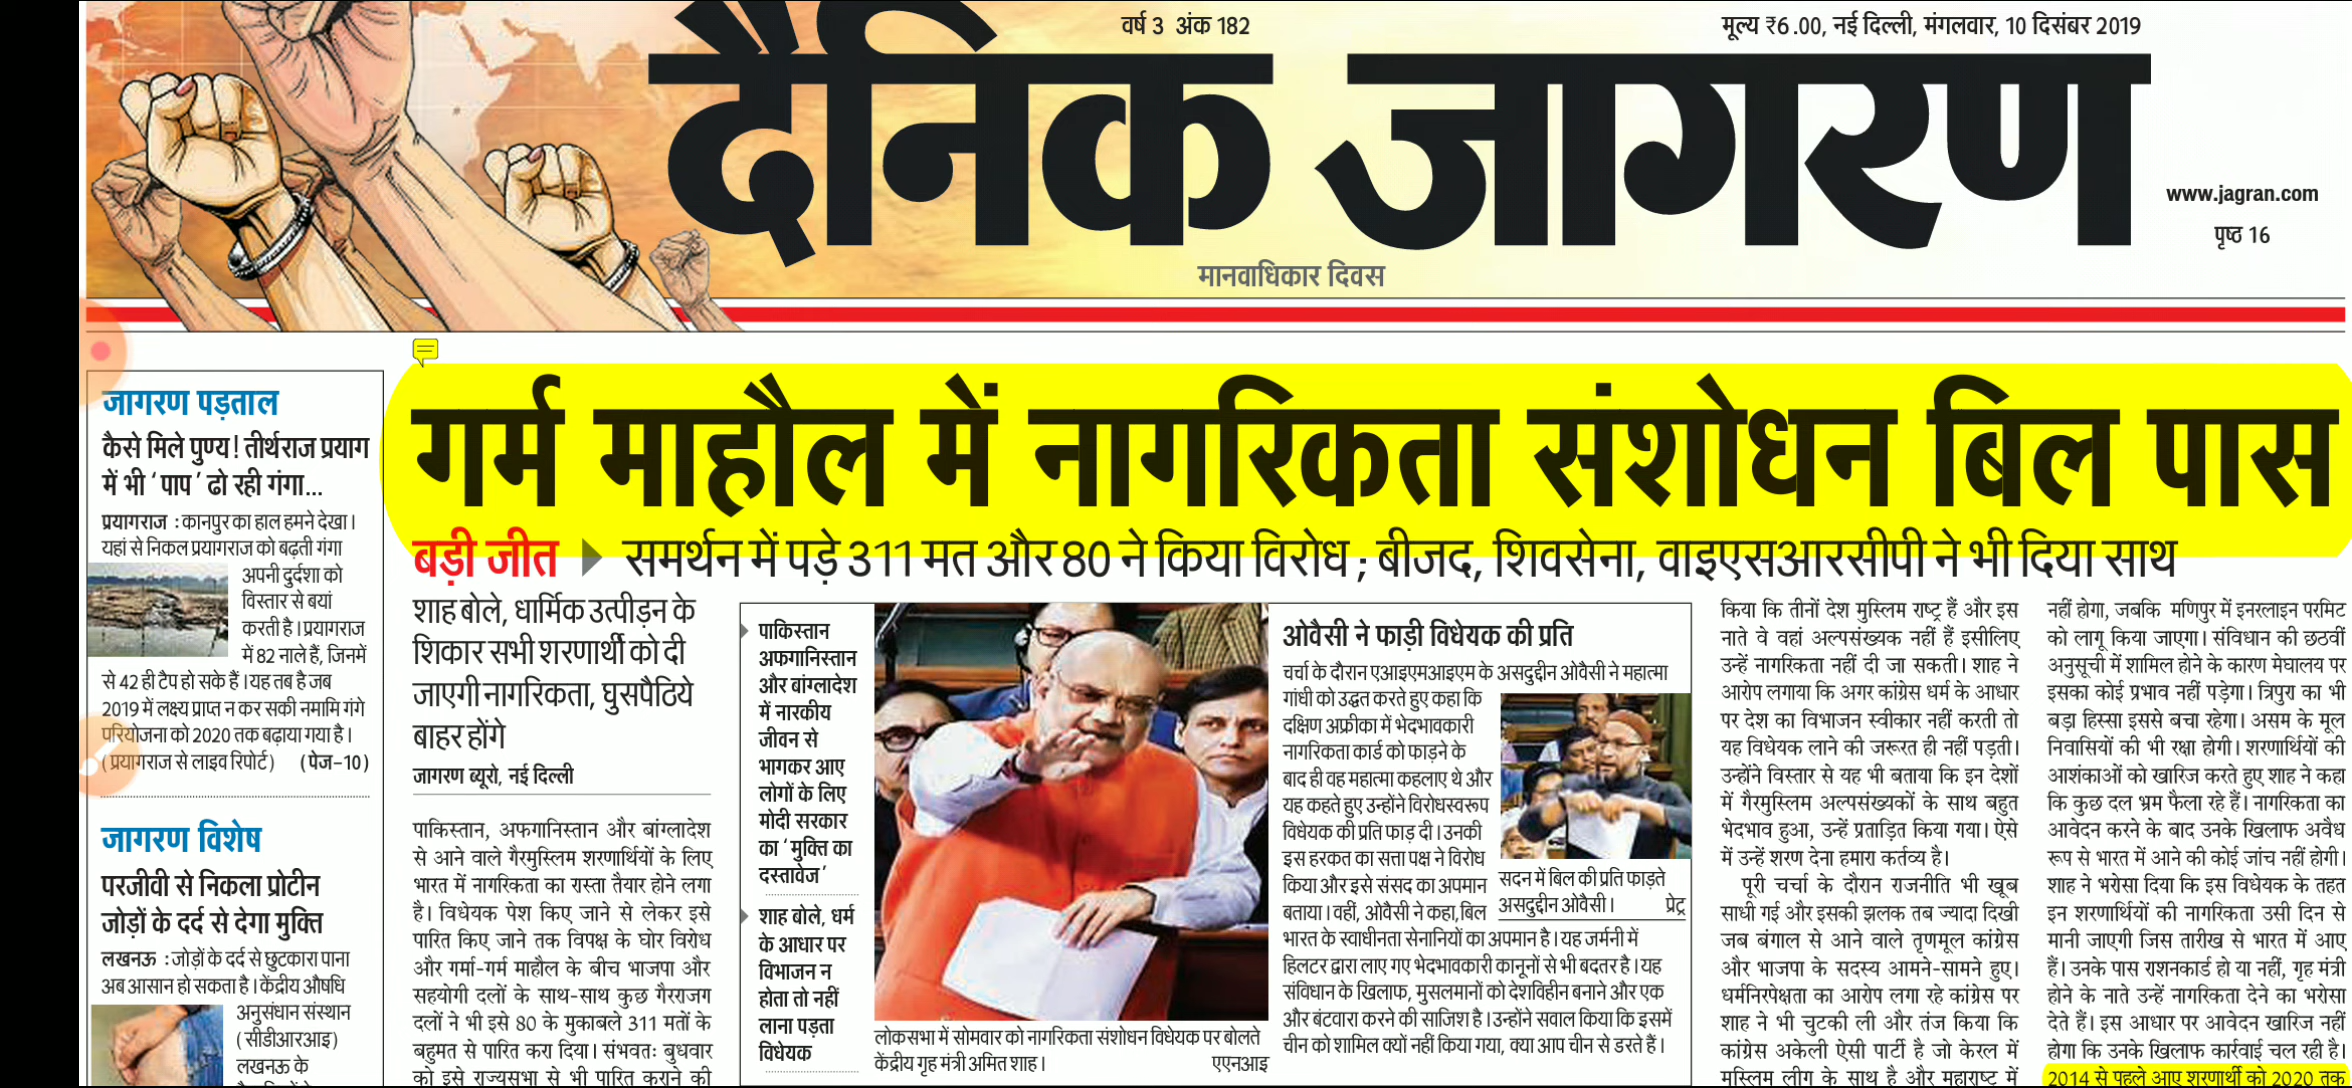 वर्ष 3 अंक 182
मूल्य ₹6.00, नई दिल्ली, मंगलवार, 10 दिसंबर 2019
दैनिक जागरण
www.jagran.com
पृष्ठ 16
मानवाधिकार दिवस
जागरण पड़ताल
कैसे मिले पुण्य! तीर्थराज प्रयाग
में भी 'पाप' ढो रही गंगा...
प्रयागराज : कानपुर का हाल हमने देखा।
यहां से निकल प्रयागराज को बढ़ती गंगा
अपनी दुर्दशा को
विस्तार से बयां
करती है। प्रयागराज
में 82 नाले हैं, जिनमें
से 42 ही टैप हो सके हैं। यह तब है जब
2019 में लक्ष्य प्राप्त न कर सकी नमामि गंगे
परियोजना को 2020 तक बढ़ाया गया है।
(प्रयागराज से लाइव रिपोर्ट) (पेज-10)
जागरण विशेष
परजीवी से निकला प्रोटीन
जोड़ों के दर्द से देगा मुक्ति
लखनऊ : जोड़ों के दर्द से छुटकारा पाना
अब आसान हो सकता है। केंद्रीय औषधि
अनुसंधान संस्थान
(सीडीआरआइ)
लखनऊ के
गर्म माहौल में नागरिकता संशोधन बिल पास
बड़ी जीत समर्थन में पड़े 311 मत और 80 ने किया विरोध ; बीजद, शिवसेना, वाइएसआरसीपी ने भी दिया साथ
शाह बोले, धार्मिक उत्पीड़न के
शिकार सभी शरणार्थी को दी
जाएगी नागरिकता, घुसपैठिये
बाहर होंगे
जागरण ब्यूरो, नई दिल्ली
पाकिस्तान, अफगानिस्तान और बांग्लादेश
से आने वाले गैरमुस्लिम शरणार्थियों के लिए
भारत में नागरिकता का रास्ता तैयार होने लगा
है। विधेयक पेश किए जाने से लेकर इसे
पारित किए जाने तक विपक्ष के घोर विरोध
और गर्मा-गर्म माहौल के बीच भाजपा और
सहयोगी दलों के साथ-साथ कुछ गैरराजग
दलों ने भी इसे 80 के मुकाबले 311 मतों के
बहुमत से पारित करा दिया। संभवतः बुधवार
को इसे राज्यसभा से भी पारित कराने की
पाकिस्तान
अफगानिस्तान
और बांग्लादेश
में नारकीय
जीवन से
भागकर आए
लोगों के लिए
मोदी सरकार
का 'मुक्ति का
दस्तावेज'
शाह बोले, धर्म
के आधार पर
विभाजन न
होता तो नहीं
लाना पड़ता
विधेयक
लोकसभा में सोमवार को नागरिकता संशोधन विधेयक पर बोलते
केंद्रीय गृह मंत्री अमित शाह। एएनआइ
ओवैसी ने फाड़ी विधेयक की प्रति
चर्चा के दौरान एआइएमआइएम के असदुद्दीन ओवैसी ने महात्मा
गांधी को उद्धत करते हुए कहा कि
दक्षिण अफ्रीका में भेदभावकारी
नागरिकता कार्ड को फाड़ने के
बाद ही वह महात्मा कहलाए थे और
यह कहते हुए उन्होंने विरोधस्वरूप
विधेयक की प्रति फाड़ दी। उनकी
इस हरकत का सत्ता पक्ष ने विरोध
किया और इसे संसद का अपमान
बताया। वहीं, ओवैसी ने कहा,बिल
भारत के स्वाधीनता सेनानियों का अपमान है। यह जर्मनी में
हिलटर द्वारा लाए गए भेदभावकारी कानूनों से भी बदतर है। यह
संविधान के खिलाफ, मुसलमानों को देशविहीन बनाने और एक
और बंटवारा करने की साजिश है। उन्होंने सवाल किया कि इसमें
चीन को शामिल क्यों नहीं किया गया, क्या आप चीन से डरते हैं।
सदन में बिल की प्रति फाड़ते
असदुद्दीन ओवैसी। प्रेट्र
किया कि तीनों देश मुस्लिम राष्ट्र हैं और इस
नाते वे वहां अल्पसंख्यक नहीं हैं इसीलिए
उन्हें नागरिकता नहीं दी जा सकती। शाह ने
आरोप लगाया कि अगर कांग्रेस धर्म के आधार
पर देश का विभाजन स्वीकार नहीं करती तो
यह विधेयक लाने की जरूरत ही नहीं पड़ती।
उन्होंने विस्तार से यह भी बताया कि इन देशों
में गैरमुस्लिम अल्पसंख्यकों के साथ बहुत
भेदभाव हुआ, उन्हें प्रताड़ित किया गया। ऐसे
में उन्हें शरण देना हमारा कर्तव्य है।
पूरी चर्चा के दौरान राजनीति भी खूब
साधी गई और इसकी झलक तब ज्यादा दिखी
जब बंगाल से आने वाले तृणमूल कांग्रेस
और भाजपा के सदस्य आमने-सामने हुए।
धर्मनिरपेक्षता का आरोप लगा रहे कांग्रेस पर
शाह ने भी चुटकी ली और तंज किया कि
कांग्रेस अकेली ऐसी पार्टी है जो केरल में
मुस्लिम लीग के साथ है और महाराष्ट्र में
नहीं होगा, जबकि मणिपुर में इनरलाइन परमिट
को लागू किया जाएगा। संविधान की छठवीं
अनुसूची में शामिल होने के कारण मेघालय पर
इसका कोई प्रभाव नहीं पड़ेगा। त्रिपुरा का भी
बड़ा हिस्सा इससे बचा रहेगा। असम के मूल
निवासियों की भी रक्षा होगी। शरणार्थियों की
आशंकाओं को खारिज करते हुए शाह ने कहा
कि कुछ दल भ्रम फैला रहे हैं। नागरिकता का
आवेदन करने के बाद उनके खिलाफ अवैध
रूप से भारत में आने की कोई जांच नहीं होगी।
शाह ने भरोसा दिया कि इस विधेयक के तहत
इन शरणार्थियों की नागरिकता उसी दिन से
मानी जाएगी जिस तारीख से भारत में आए
हैं। उनके पास राशनकार्ड हो या नहीं, गृह मंत्री
होने के नाते उन्हें नागरिकता देने का भरोसा
देते हैं। इस आधार पर आवेदन खारिज नहीं
होगा कि उनके खिलाफ कार्रवाई चल रही है।
2014 से पहले आए शरणार्थी को 2020 तक